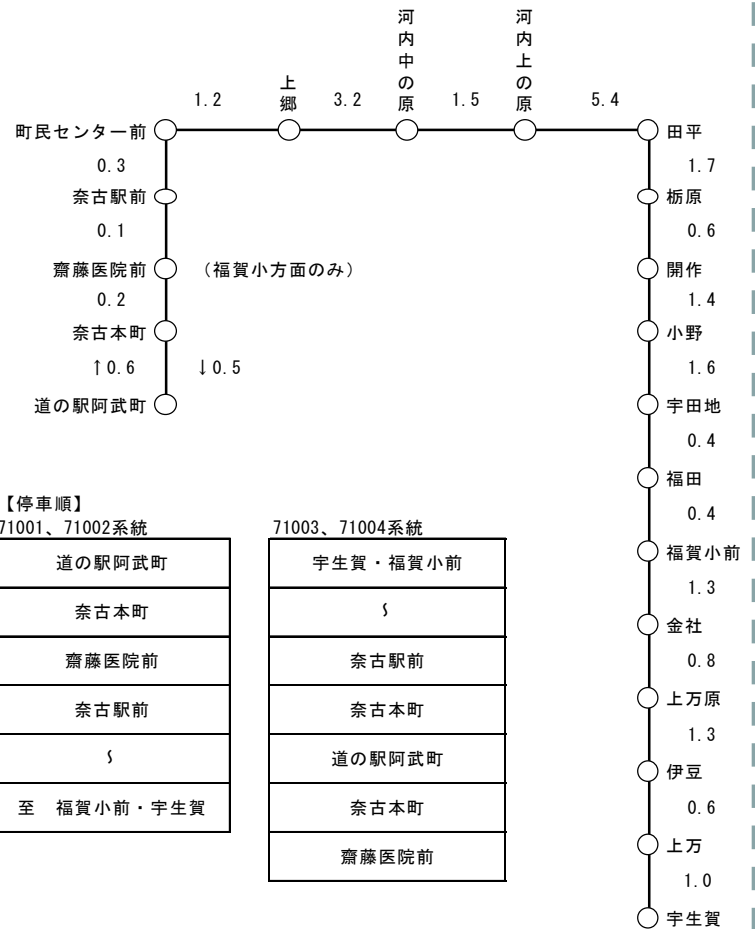 河内中の原
河内上の原
上郷
1.2
3.2
1.5
5.4
町民センター前
田平
0.3
1.7
奈古駅前
栃原
0.1
0.6
齋藤医院前
（福賀小方面のみ）
開作
0.2
1.4
奈古本町
小野
↑0.6
↓0.5
1.6
道の駅阿武町
宇田地
0.4
福田
0.4
福賀小前
1.3
金社
0.8
上万原
1.3
伊豆
0.6
上万
1.0
宇生賀
【停車順】
71001、71002系統
道の駅阿武町
奈古本町
齋藤医院前
奈古駅前
〜
至　福賀小前・宇生賀
71003、71004系統
宇生賀・福賀小前
〜
奈古駅前
奈古本町
道の駅阿武町
奈古本町
齋藤医院前